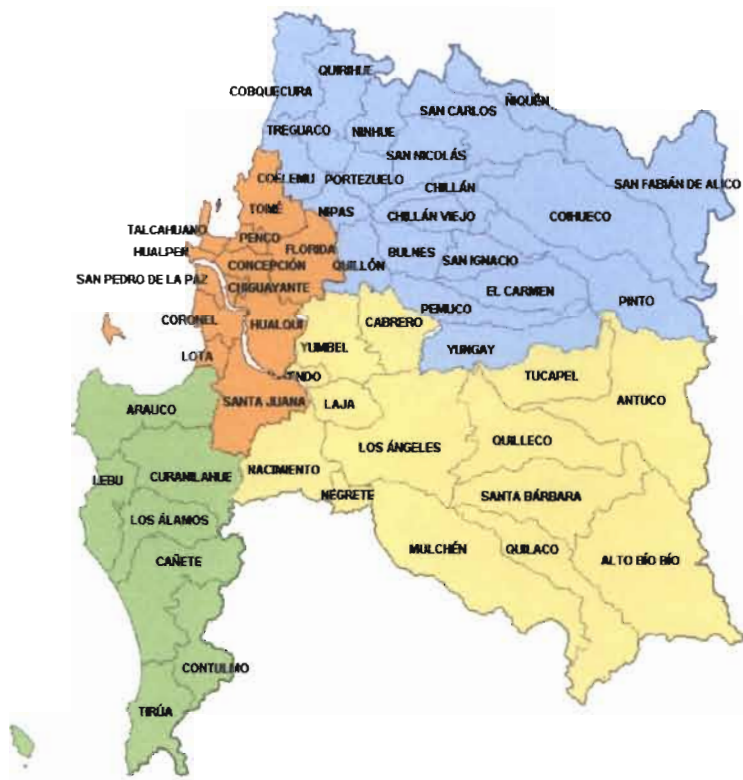 QUIRIHUE
COBQUECURA
ÑIQUÉN
SAN CARLOS
TREGUACO
NINHUE
SAN NICOLÁS
COELEMU
PORTEZUELO
CHILLÁN
SAN FABIÁN DE ALICO
TOMÉ
ÑIPAS
CHILLÁN VIEJO
COIHUECO
TALCAHUANO
PENCO
FLORIDA
HUALPEN
BULNES
SAN IGNACIO
CONCEPCIÓN
QUILLÓN
SAN PEDRO DE LA PAZ
CHIGUAYANTE
EL CARMEN
PINTO
PEMUCO
CABRERO
CORONEL
HUALQUI
YUMBEL
YUNGAY
LOTA
ENDO
TUCAPEL
ANTUCO
SANTA JUANA
LAJA
ARAUCO
LOS ÁNGELES
QUILLECO
NACIMIENTO
LEBU
CURANILAHUE
NEGRETE
SANTA BÁRBARA
LOS ÁLAMOS
MULCHÉN
QUILACO
ALTO BÍO BÍO
CAÑETE
CONTULMO
TIRÚA